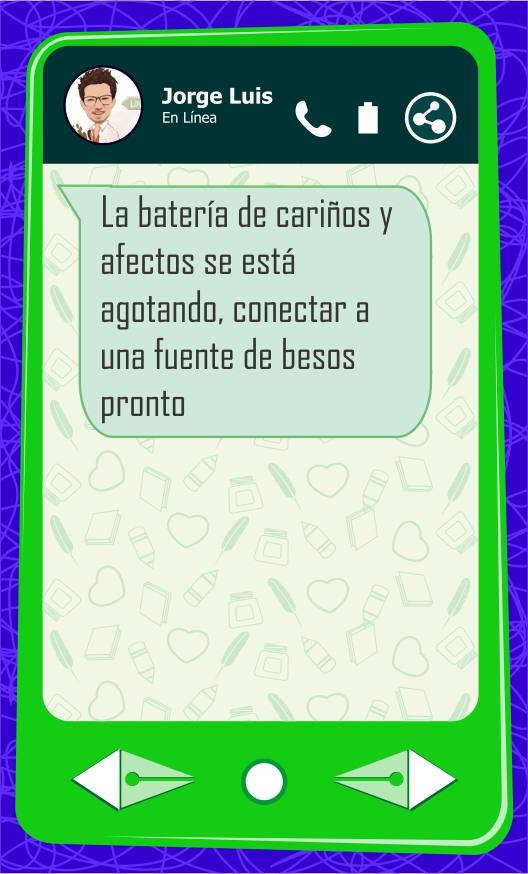 Jorge Luis
En Línea
La batería de cariños y
afectos se está
agotando, conectar a
una fuente de besos
pronto